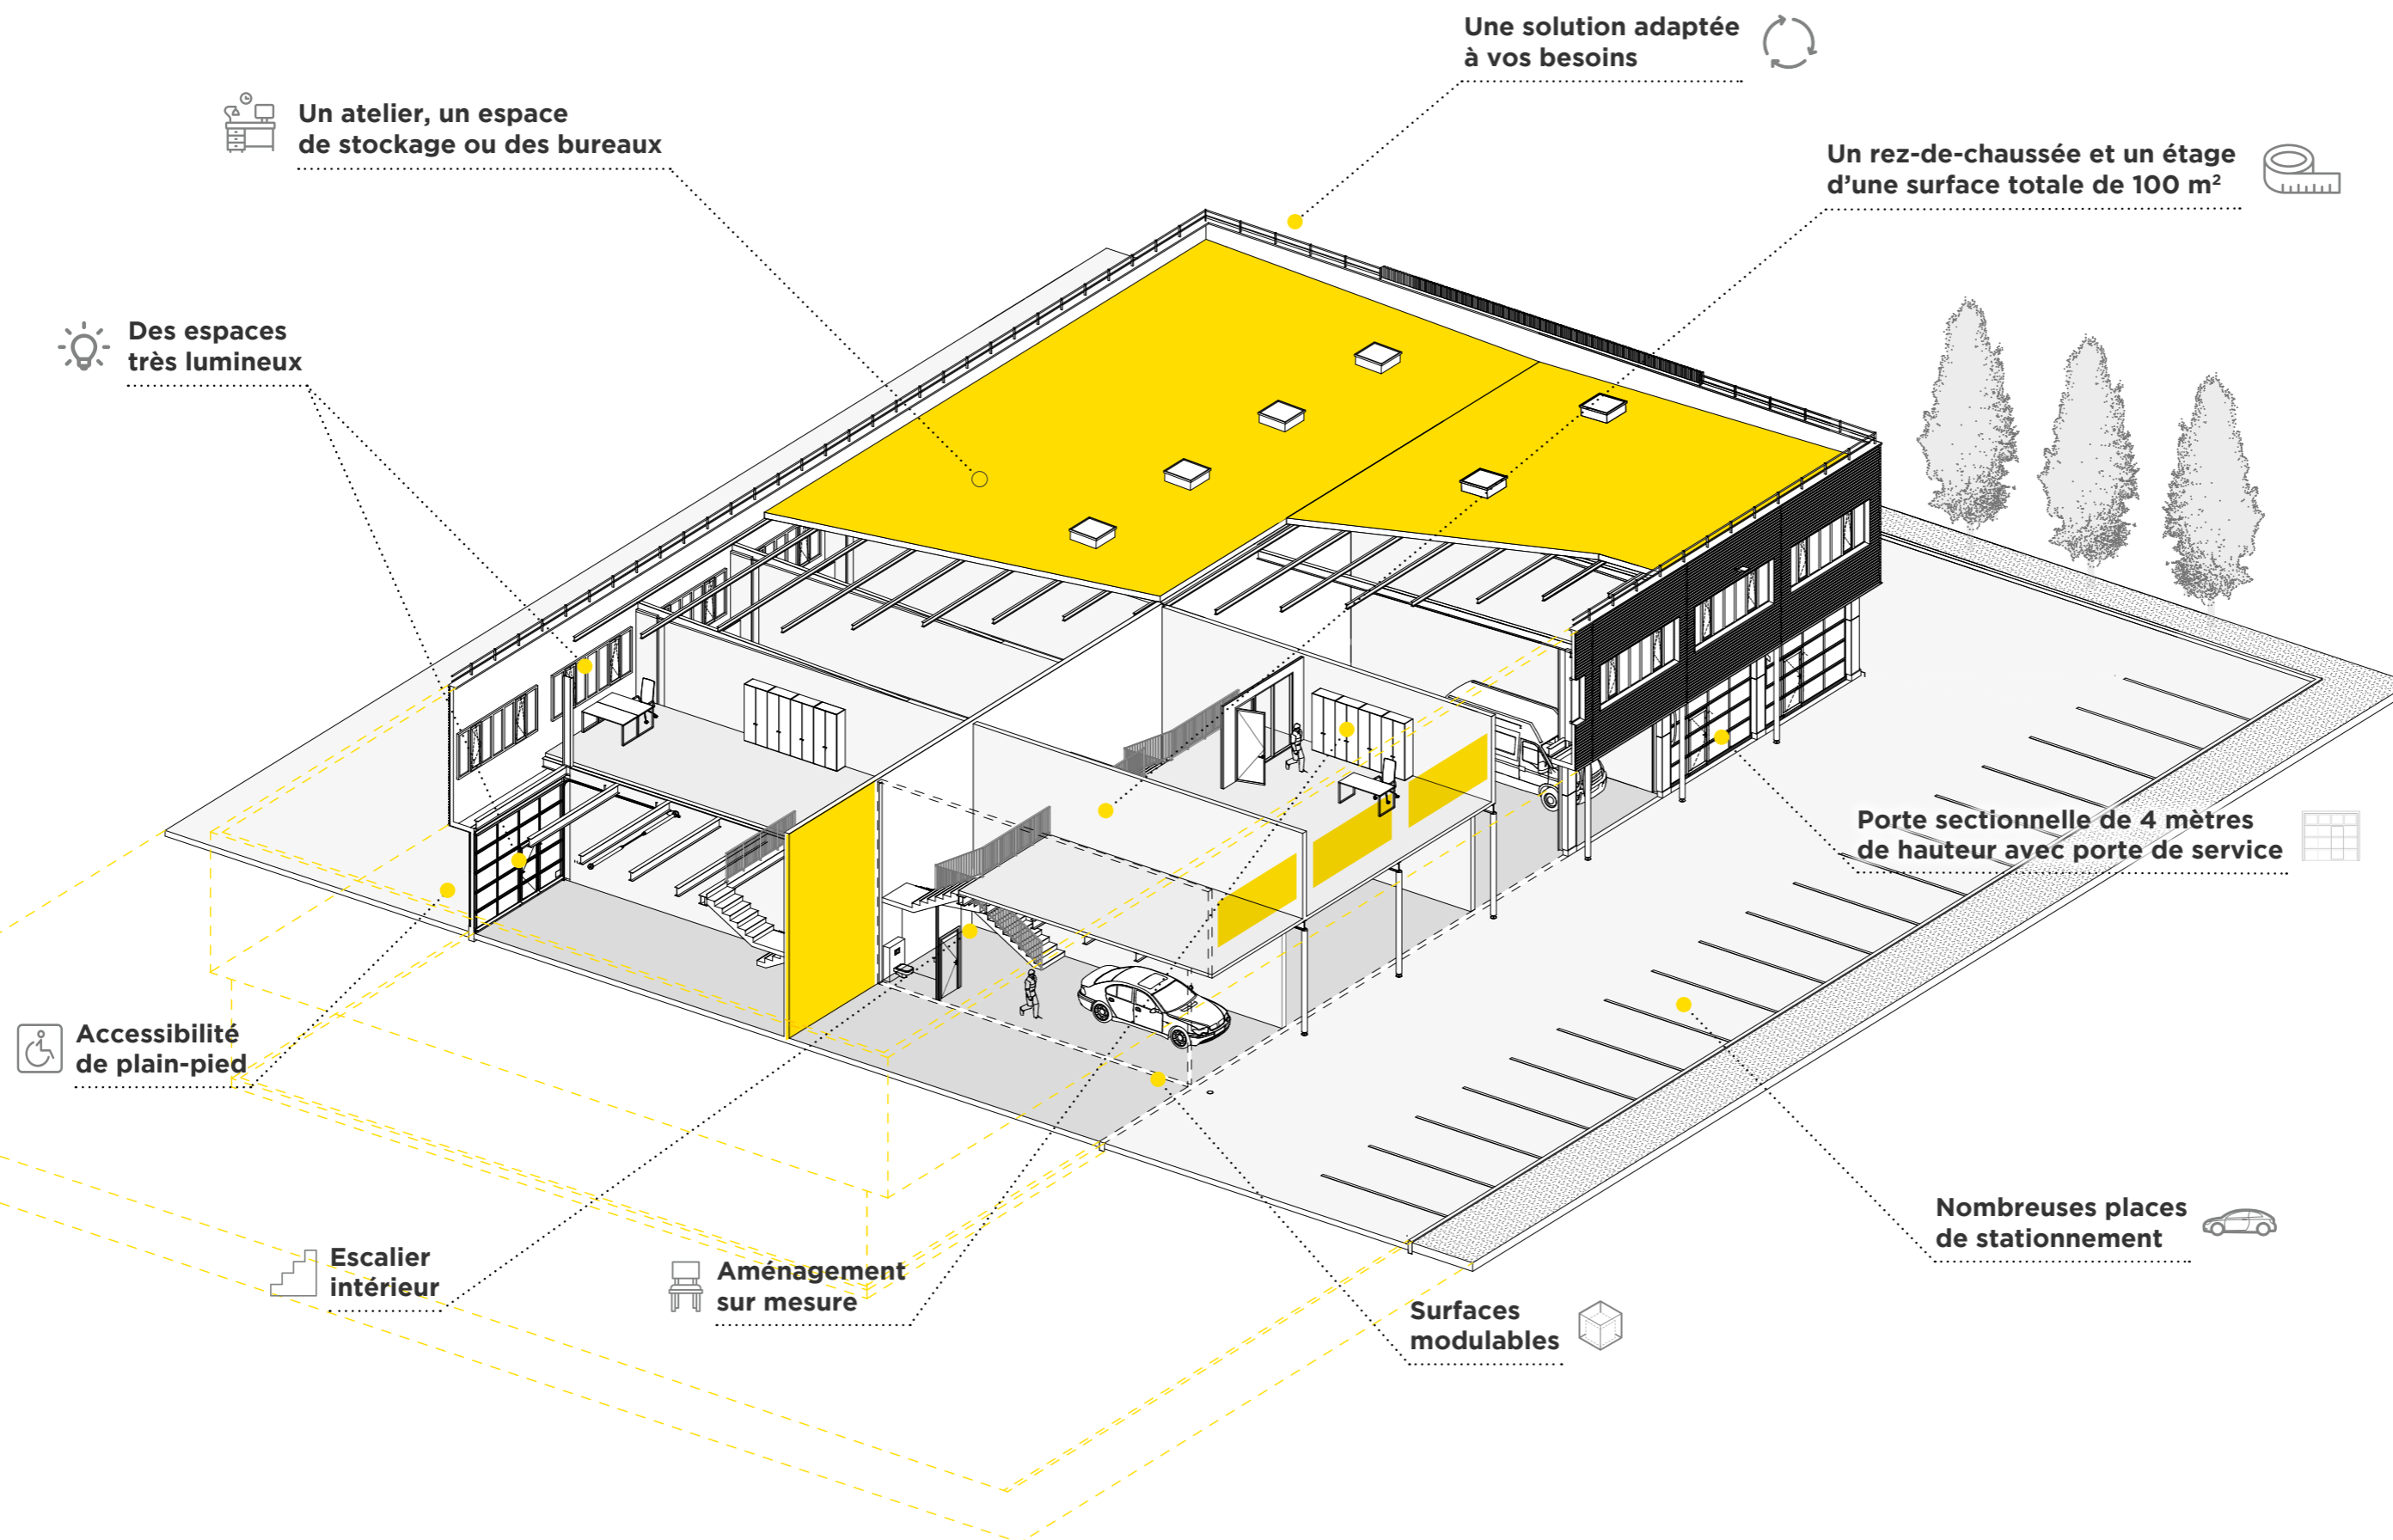 Une solution adaptée
à vos besoins
Un atelier, un espace
de stockage ou des bureaux
Un rez-de-chaussée et un étage
d’une surface totale de 100 m²
Des espaces
très lumineux
Porte sectionnelle de 4 mètres
de hauteur avec porte de service
Accessibilité
de plain-pied
Nombreuses places
de stationnement
Escalier
intérieur
Aménagement
sur mesure
Surfaces
modulables